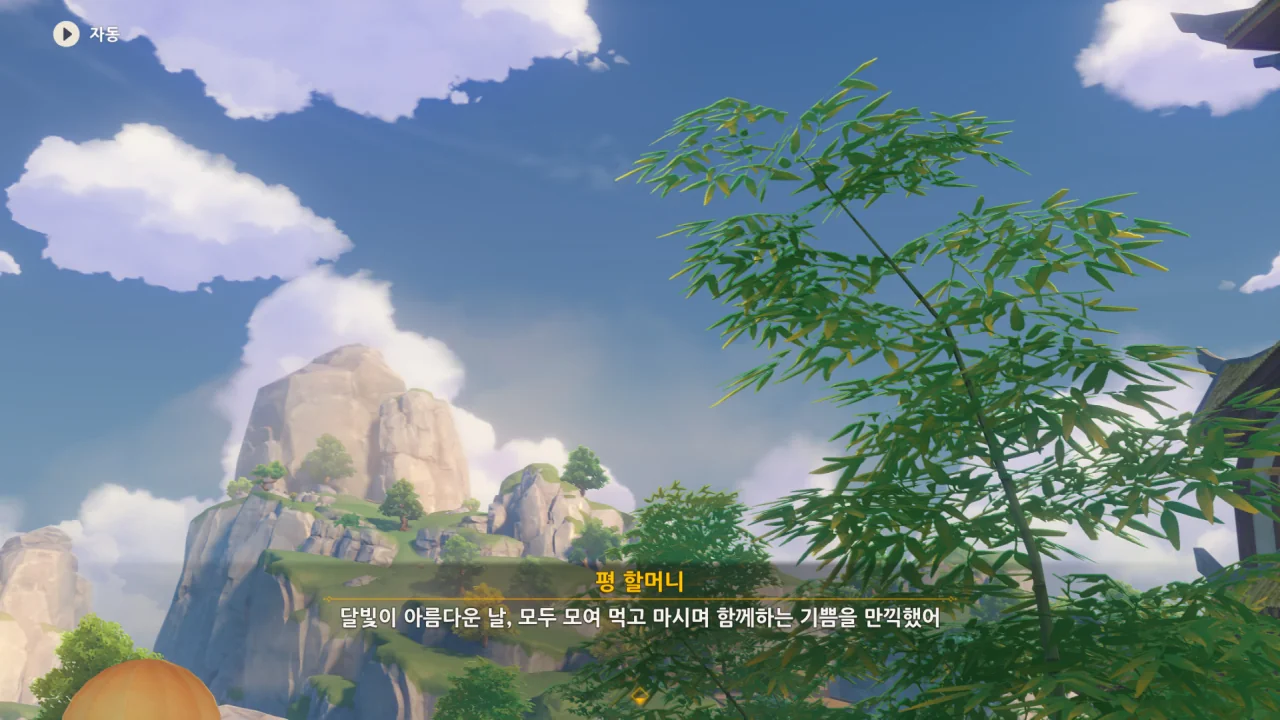 자동
평 할머니
달빛이 아름다운 날, 모두 모여 먹고 마시며 함께하는 기쁨을 만끽했어